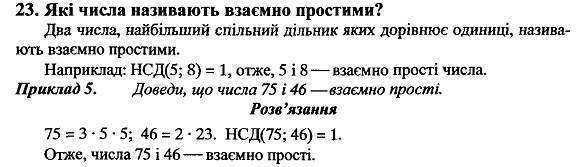 23. Які числа називають взаємно простими?
Два числа, найбільший спільний дільник яких дорівнює одиниці, назива-
ють взаємно простими.
Наприклад: НСД(5; 8) = 1, отже, 5 і 8 — взаємно прості числа.
Приклад 5. Доведи, що числа 75 і 46 — взаємно прості.
Розв’язання
75 = 3 · 5 · 5; 46 = 2 · 23. НСД(75; 46) = 1.
Отже, числа 75 і 46 — взаємно прості.